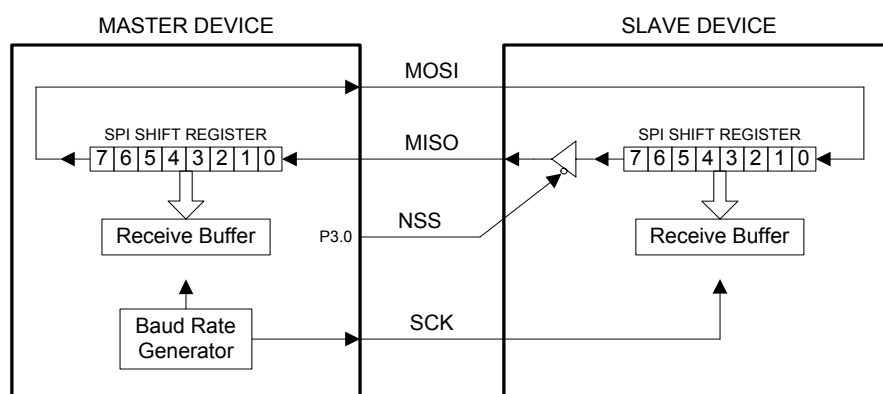 MASTER DEVICE
SLAVE DEVICE
MOSI
SPI SHIFT REGISTER
7 6 5 4 3 2 1 0
MISO
SPI SHIFT REGISTER
7 6 5 4 3 2 1 0
Receive Buffer
P3.0
NSS
Receive Buffer
Baud Rate
Generator
SCK